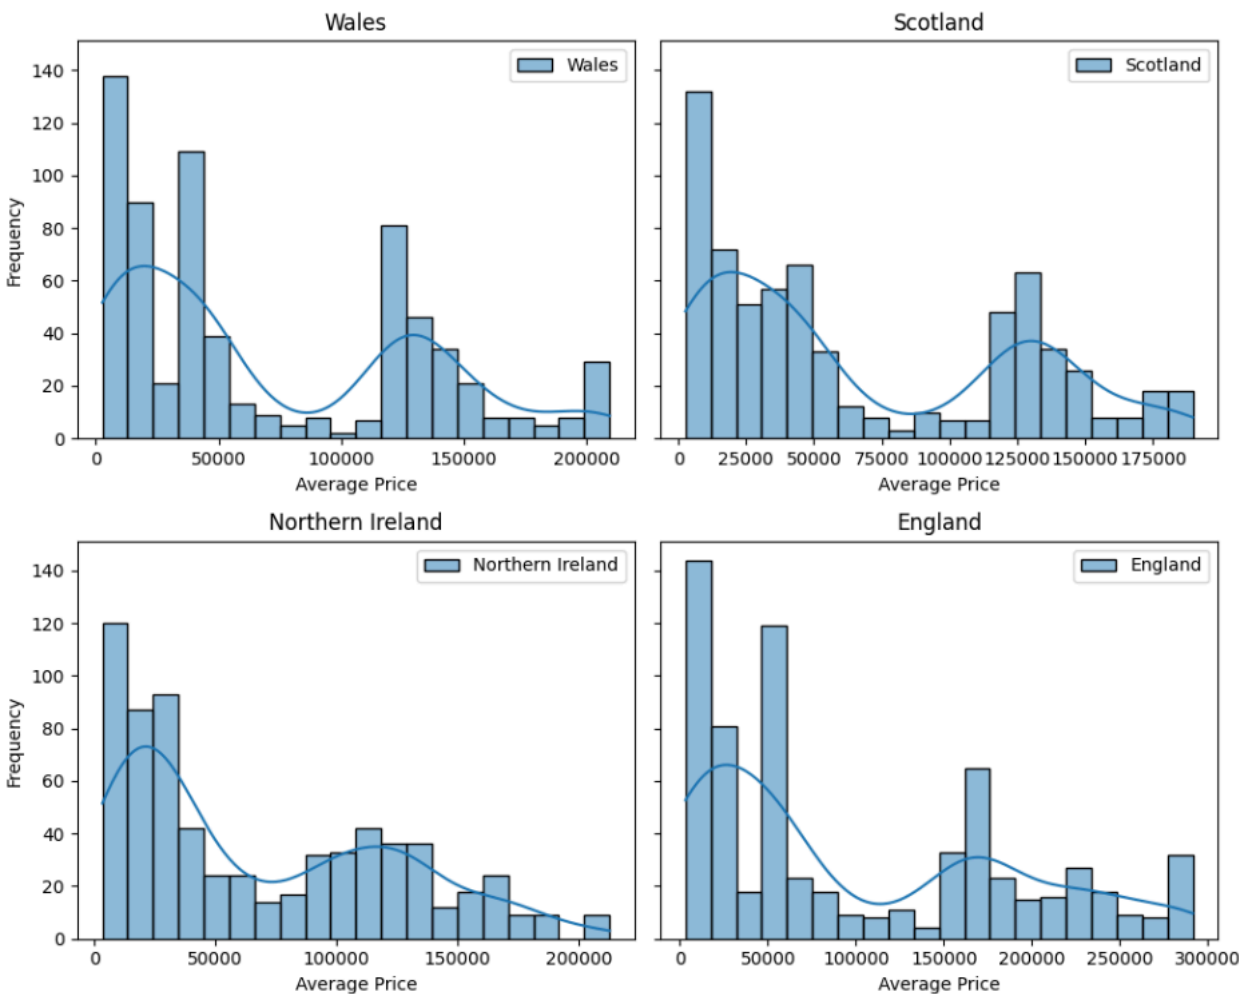 Wales
Scotland
Wales
Scotland
140
120
100
80
60
40
20
0
Frequency
0 50000 100000 150000 200000
0 25000 50000 75000 100000 125000 150000 175000
Average Price
Average Price
Northern Ireland
England
Northern Ireland
England
140
120
100
80
60
40
20
0
Frequency
0 50000 100000 150000 200000
0 50000 100000 150000 200000 250000 300000
Average Price
Average Price